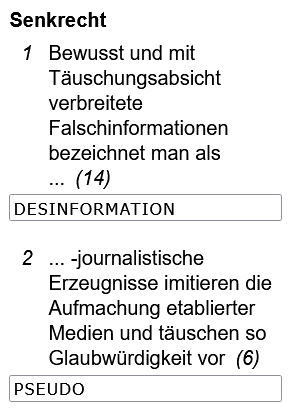 Senkrecht
1 Bewusst und mit
Täuschungsabsicht
verbreitete
Falschinformationen
bezeichnet man als
... (14)
DESINFORMATION
2 ... -journalistische
Erzeugnisse imitieren die
Aufmachung etablierter
Medien und täuschen so
Glaubwürdigkeit vor (6)
PSEUDO